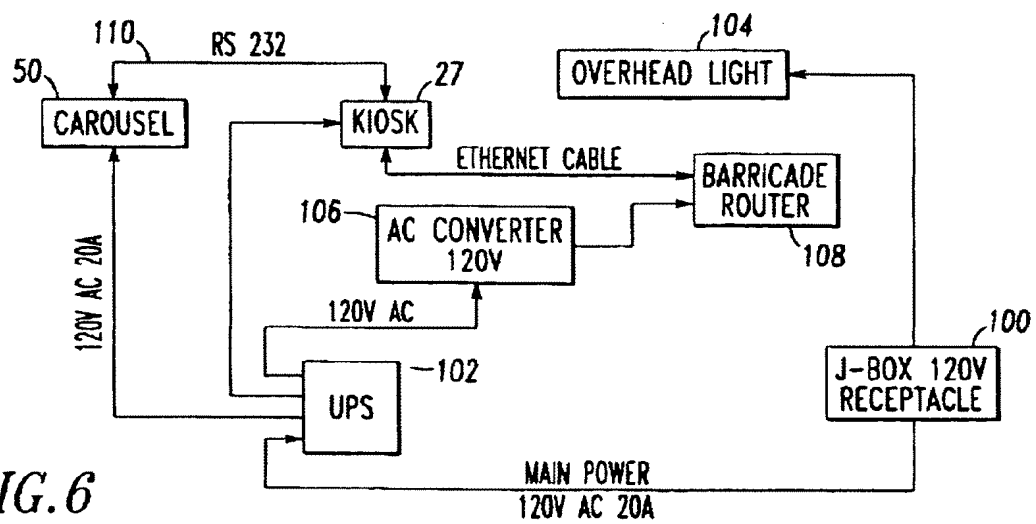 110
RS 232
104
50
27
OVERHEAD LIGHT
CAROUSEL
KIOSK
ETHERNET CABLE
BARRICADE
ROUTER
106
AC CONVERTER
120V
108
120V AC 20A
120V AC
100
102
J-BOX 120V
RECEPTACLE
UPS
MAIN POWER
120V AC 20A
IG. 6